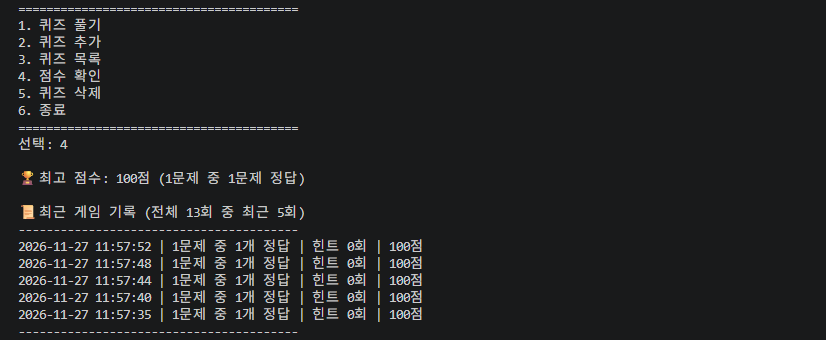 ========================================
1. 퀴즈 풀기
2. 퀴즈 추가
3. 퀴즈 목록
4. 점수 확인
5. 퀴즈 삭제
6. 종료
========================================
선택: 4
🏆 최고 점수: 100점 (1문제 중 1문제 정답)
📜 최근 게임 기록 (전체 13회 중 최근 5회)
----------------------------------------
2026-11-27 11:57:52 | 1문제 중 1개 정답 | 힌트 0회 | 100점
2026-11-27 11:57:48 | 1문제 중 1개 정답 | 힌트 0회 | 100점
2026-11-27 11:57:44 | 1문제 중 1개 정답 | 힌트 0회 | 100점
2026-11-27 11:57:40 | 1문제 중 1개 정답 | 힌트 0회 | 100점
2026-11-27 11:57:35 | 1문제 중 1개 정답 | 힌트 0회 | 100점
----------------------------------------